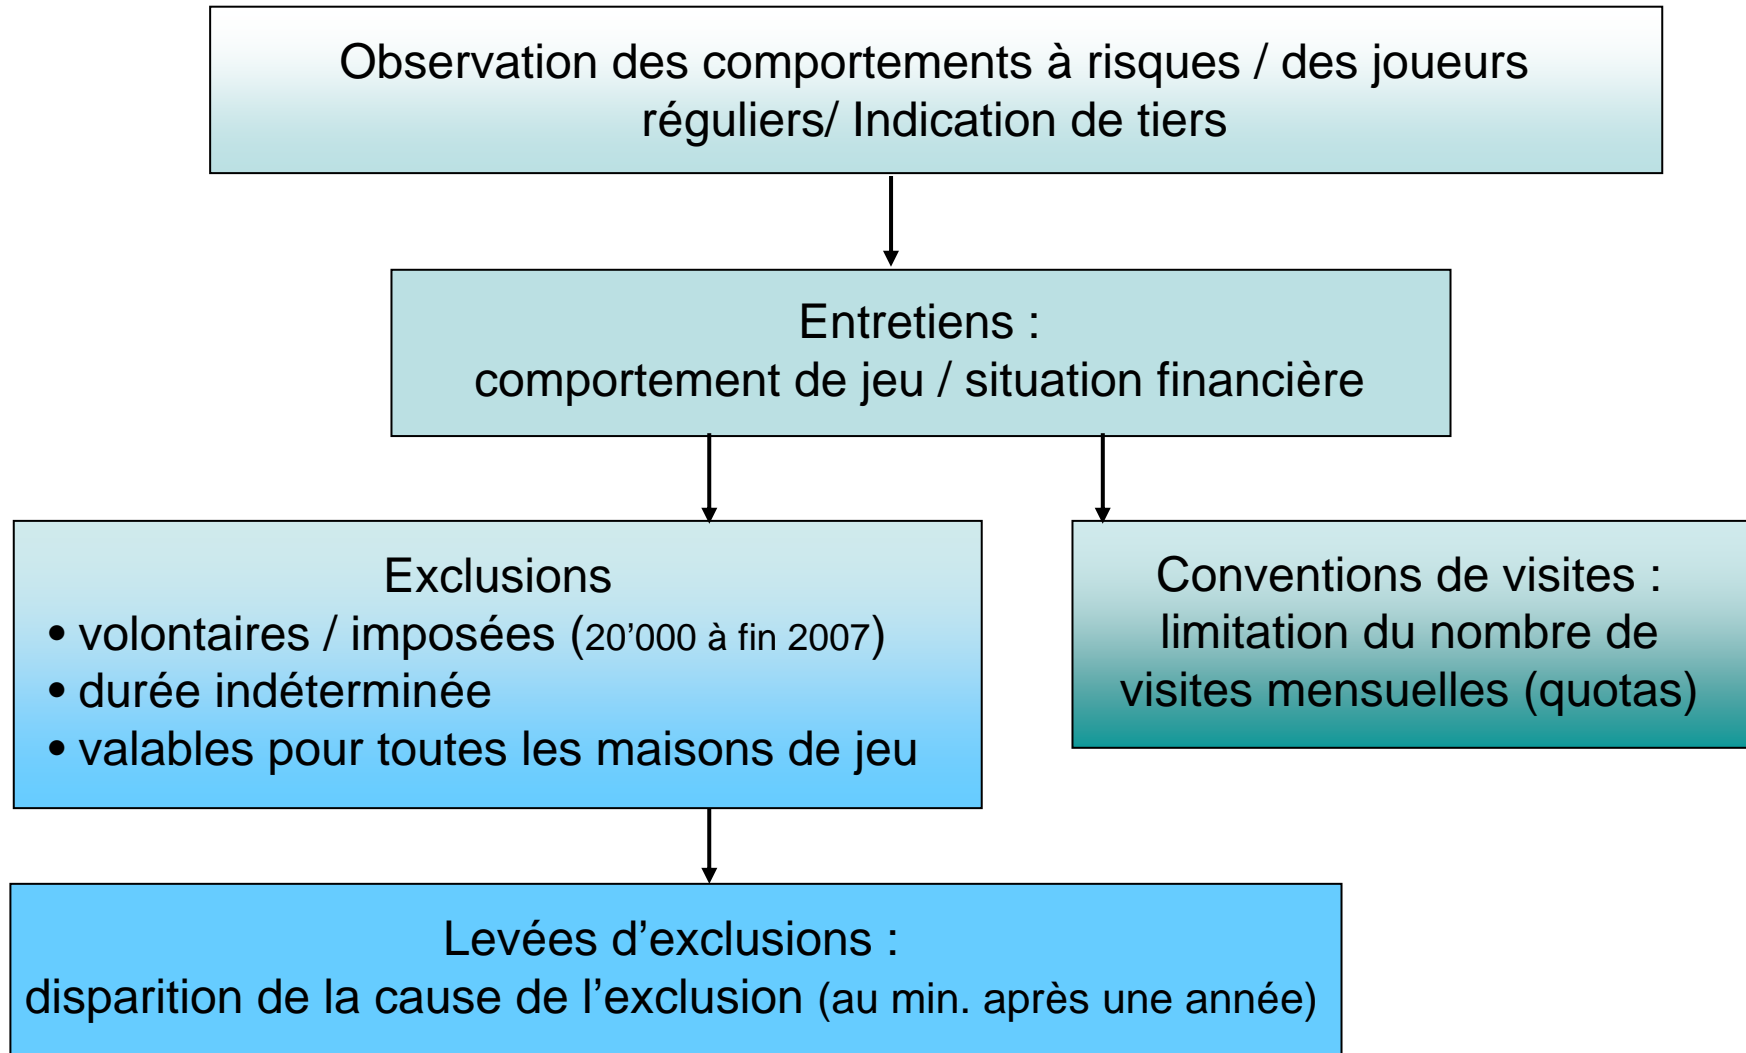 Observation des comportements à risques / des joueurs
réguliers/ Indication de tiers
Entretiens :
comportement de jeu / situation financière
Exclusions
• volontaires / imposées (20’000 à fin 2007)
• durée indéterminée
• valables pour toutes les maisons de jeu
Conventions de visites :
limitation du nombre de
visites mensuelles (quotas)
Levées d’exclusions :
disparition de la cause de l’exclusion (au min. après une année)